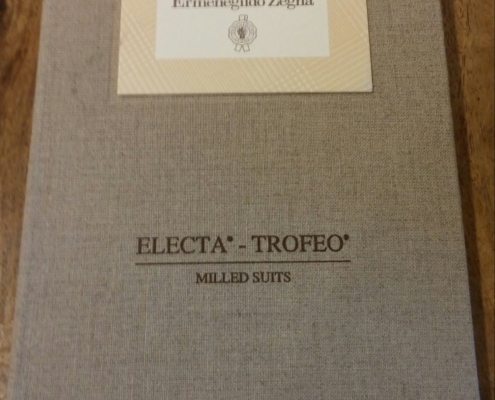 Ermenegildo Zegna
ELECTA® - TROFEO®
MILLED SUITS